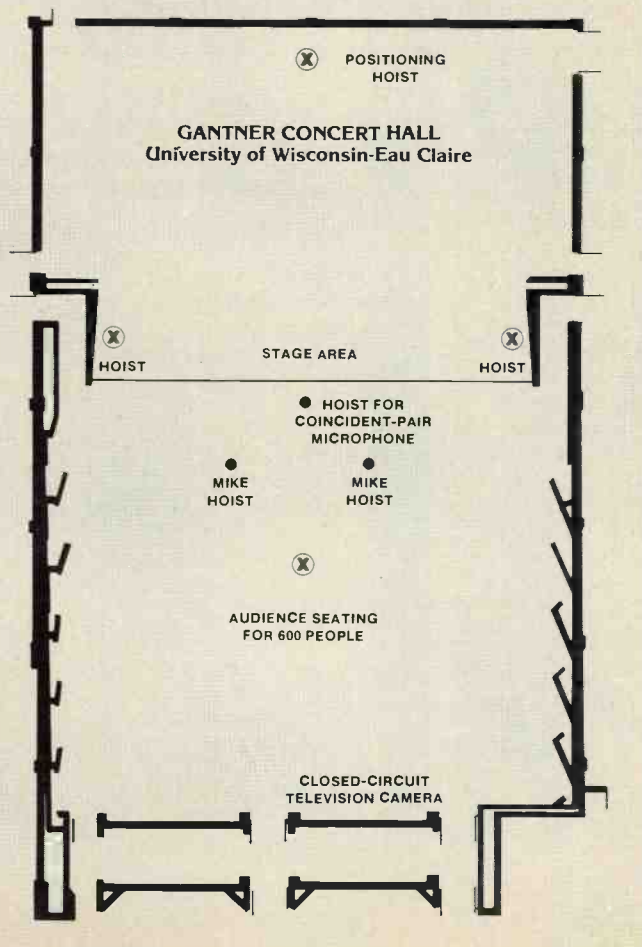 POSITIONING
HOIST
GANTNER CONCERT HALL
University of Wisconsin-Eau Claire
HOIST
STAGE AREA
HOIST
HOIST FOR
COINCIDENT-PAIR
MICROPHONE
MIKE
HOIST
MIKE
HOIST
AUDIENCE SEATING
FOR 600 PEOPLE
CLOSED-CIRCUIT
TELEVISION CAMERA